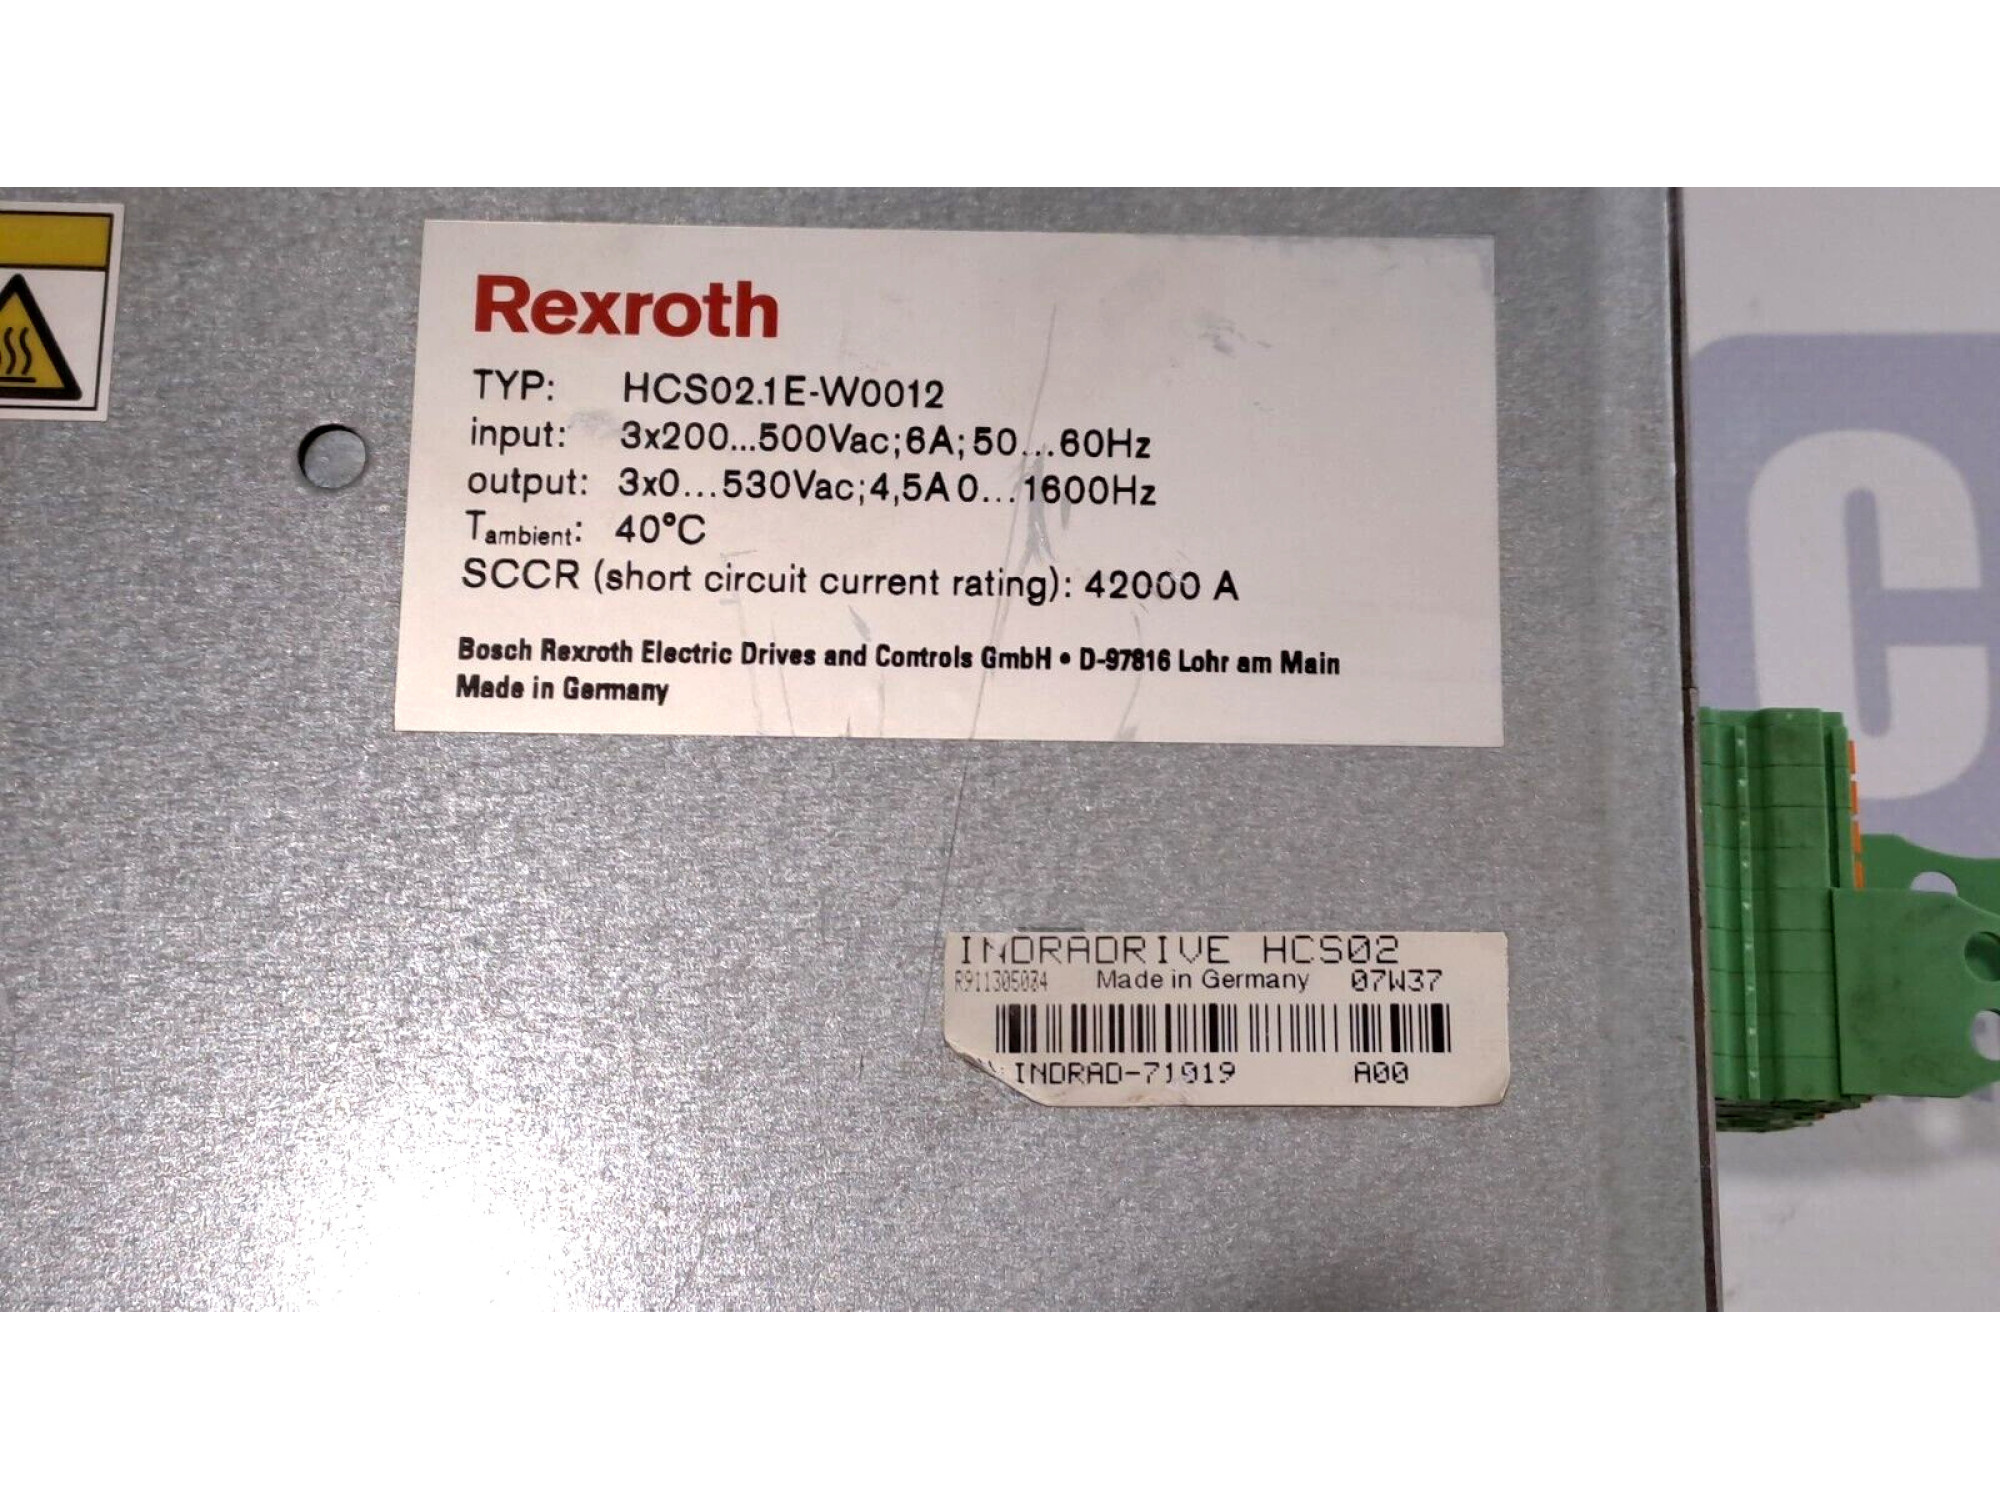 Rexroth
TYP: HCS02.1E-W0012
input: 3x200...500Vac;6A;50...60Hz
output: 3x0...530Vac;4,5A 0...1600Hz
Tambient: 40°C
SCCR (short circuit current rating): 42000 A
Bosch Rexroth Electric Drives and Controls GmbH • D-97816 Lohr am Main
Made in Germany
INDRADRIVE HCS02
Made in Germany 07W37
INDRAD-71919 A00
C